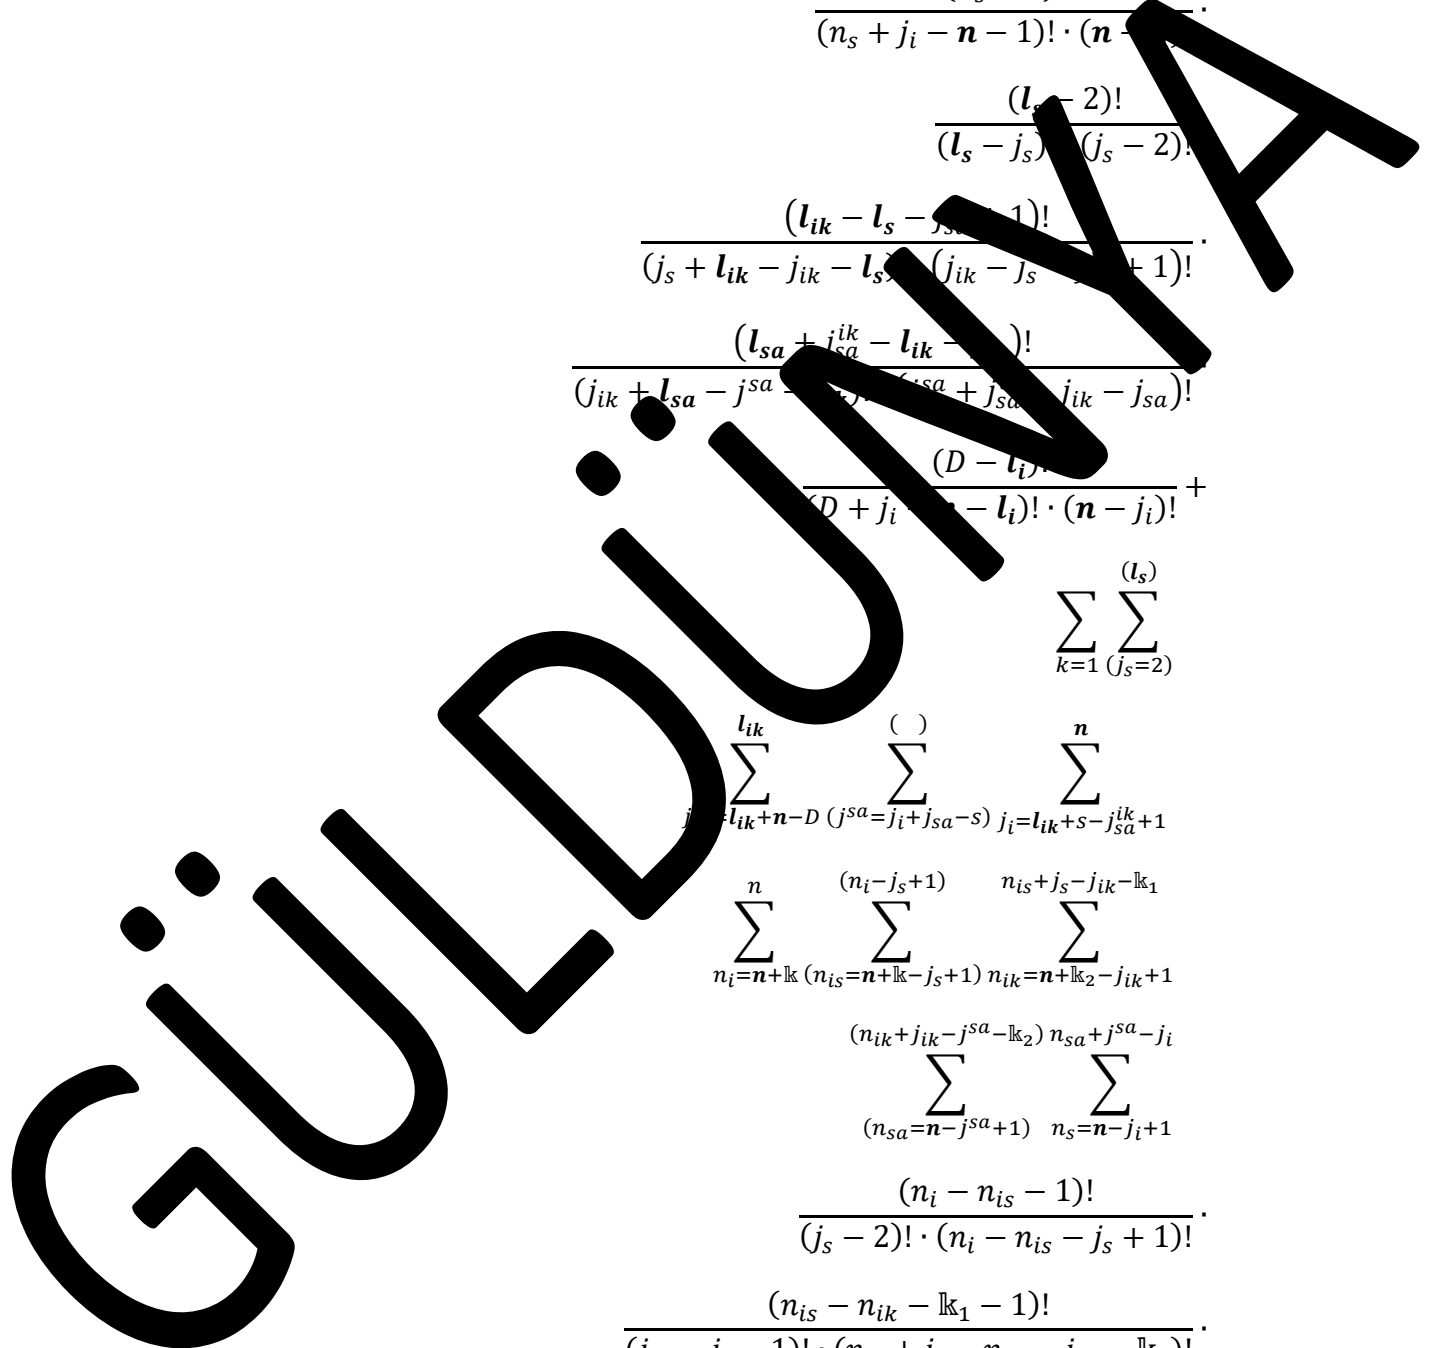 (n_s + j_i − n − 1)! · (n −
(l_s − 2)!
(l_s − j_s) (j_s − 2)!
(l_ik − l_s − 1)!
(j_s + l_ik − j_ik − l_s) (j_ik − j_s + 1)! ·
(l_sa + j_sa^ik − l_ik − )!
(j_ik + l_sa − j^sa − (j^sa + j_sa j_ik − j_sa)!
(D − l_i)!
(D + j_i − l_i)! · (n − j_i)! +
(l_s)
∑ ∑
k=1 (j_s=2)
l_ik ( ) n
∑ ∑ ∑
=l_ik+n−D (j^sa=j_i+j_sa−s) j_i=l_ik+s−j_sa^ik+1
n (n_i−j_s+1) n_is+j_s−j_ik−𝕜_1
∑ ∑ ∑
n_i=n+𝕜 (n_is=n+𝕜−j_s+1) n_ik=n+𝕜_2−j_ik+1
(n_ik+j_ik−j^sa−𝕜_2) n_sa+j^sa−j_i
∑ ∑
(n_sa=n−j^sa+1) n_s=n−j_i+1
(n_i − n_is − 1)!
(j_s − 2)! · (n_i − n_is − j_s + 1)! ·
(n_is − n_ik − 𝕜_1 − 1)!
GÜLDÜNYA